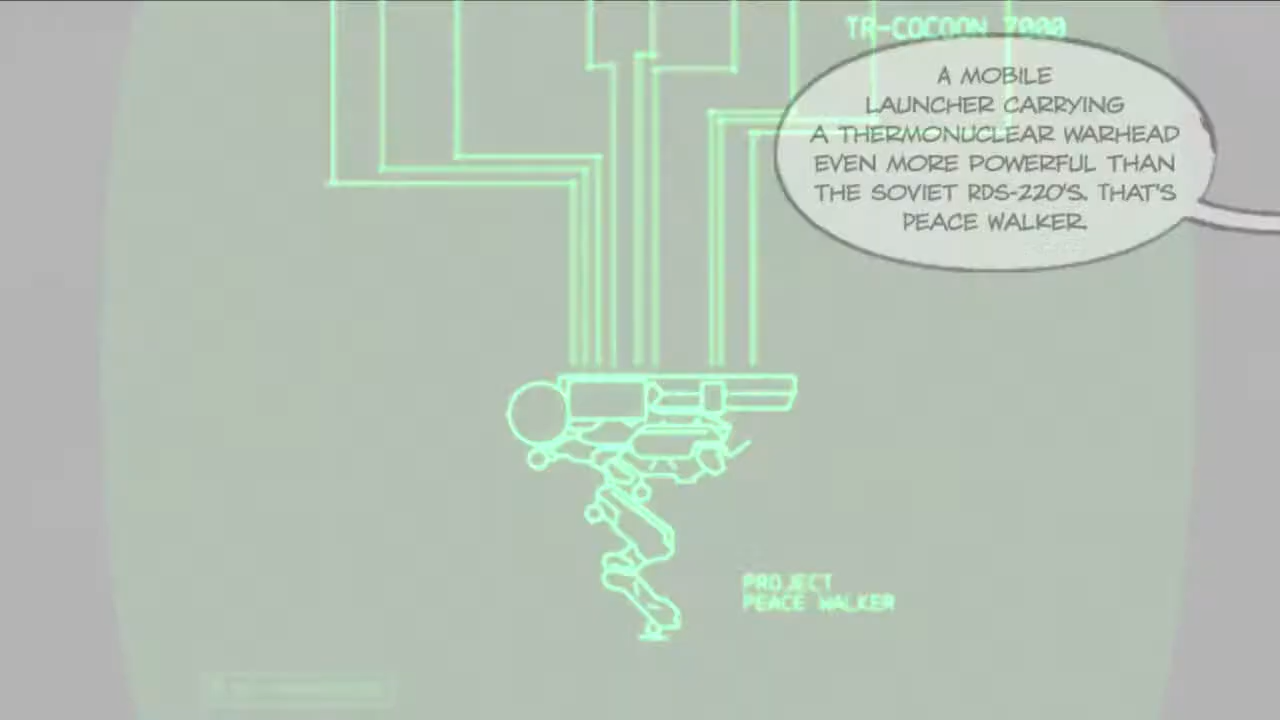 TR-COCOON 7000
A MOBILE
LAUNCHER CARRYING
A THERMONUCLEAR WARHEAD
EVEN MORE POWERFUL THAN
THE SOVIET RDS-220'S. THAT'S
PEACE WALKER.
PROJECT
PEACE WALKER